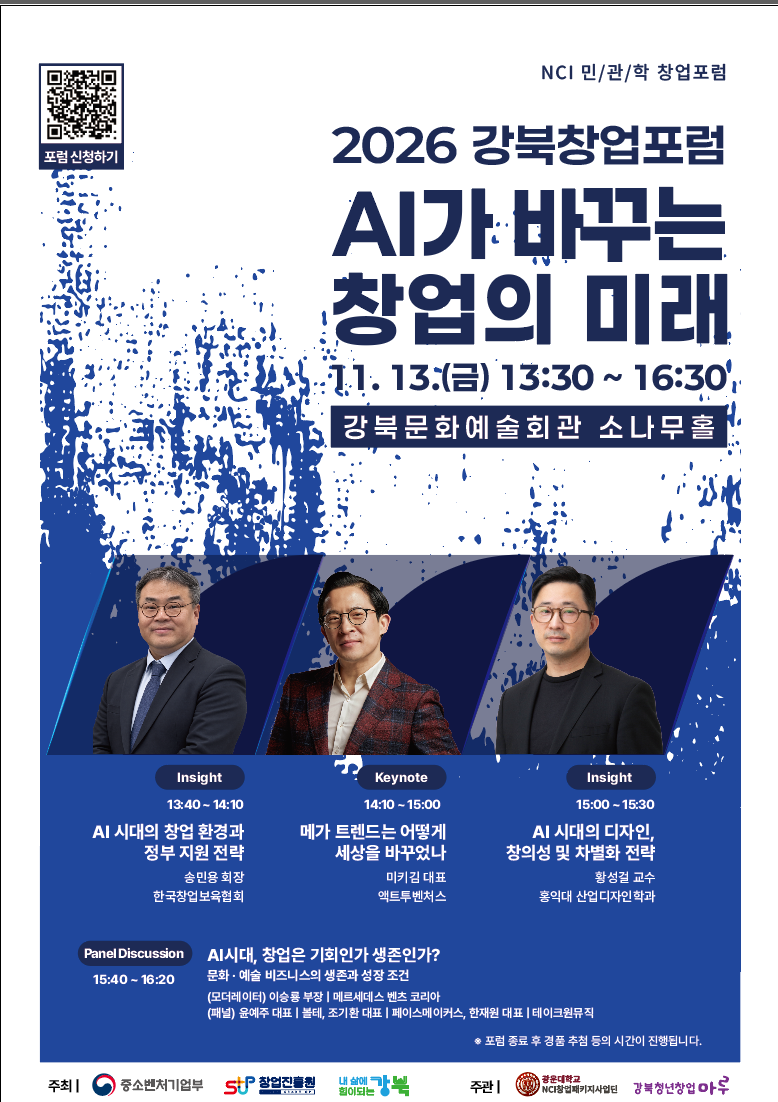 NCI 민/관/학 창업포럼
포럼 신청하기
2026 강북창업포럼
AI가 바꾸는
창업의 미래
11. 13.(금) 13:30 ~ 16:30
강북문화예술회관 소나무홀
Insight
13:40 ~ 14:10
AI 시대의 창업 환경과
정부 지원 전략
송민용 회장
한국창업보육협회
Keynote
14:10 ~ 15:00
메가 트렌드는 어떻게
세상을 바꾸었나
미키김 대표
액트투벤처스
Insight
15:00 ~ 15:30
AI 시대의 디자인,
창의성 및 차별화 전략
황성걸 교수
홍익대 산업디자인학과
Panel Discussion
15:40 ~ 16:20
AI시대, 창업은 기회인가 생존인가?
문화 · 예술 비즈니스의 생존과 성장 조건
(모더레이터) 이승룡 부장 | 메르세데스 벤츠 코리아
(패널) 윤예주 대표 | 볼테, 조기환 대표 | 페이스메이커스, 한재원 대표 | 테이크원뮤직
※ 포럼 종료 후 경품 추첨 등의 시간이 진행됩니다.
주최 | 중소벤처기업부 창업진흥원 내 삶에 힘이되는 강북
주관 | 광운대학교 NCI창업패키지사업단 강북청년창업마루